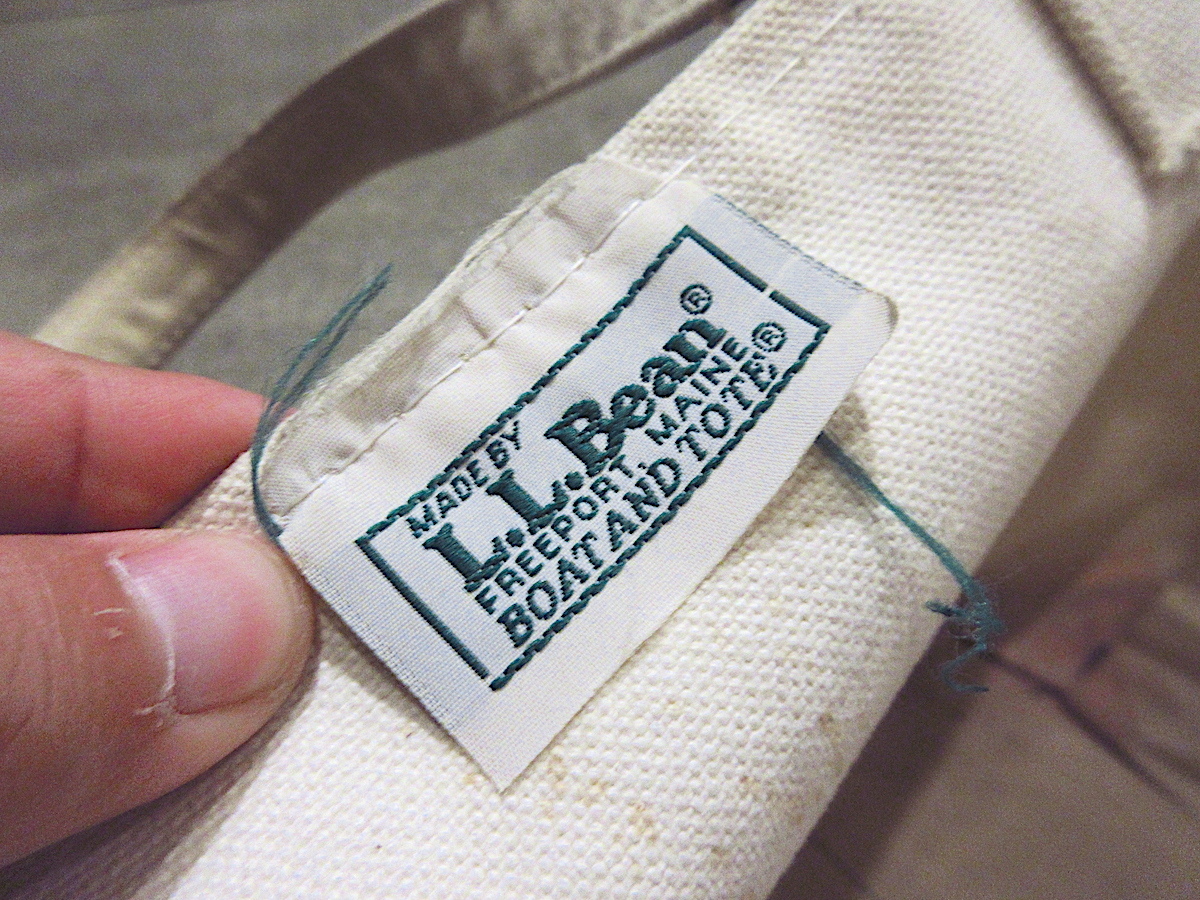 MADE BY
L.L.Bean®
FREEPORT MAINE
BOAT AND TOTE®